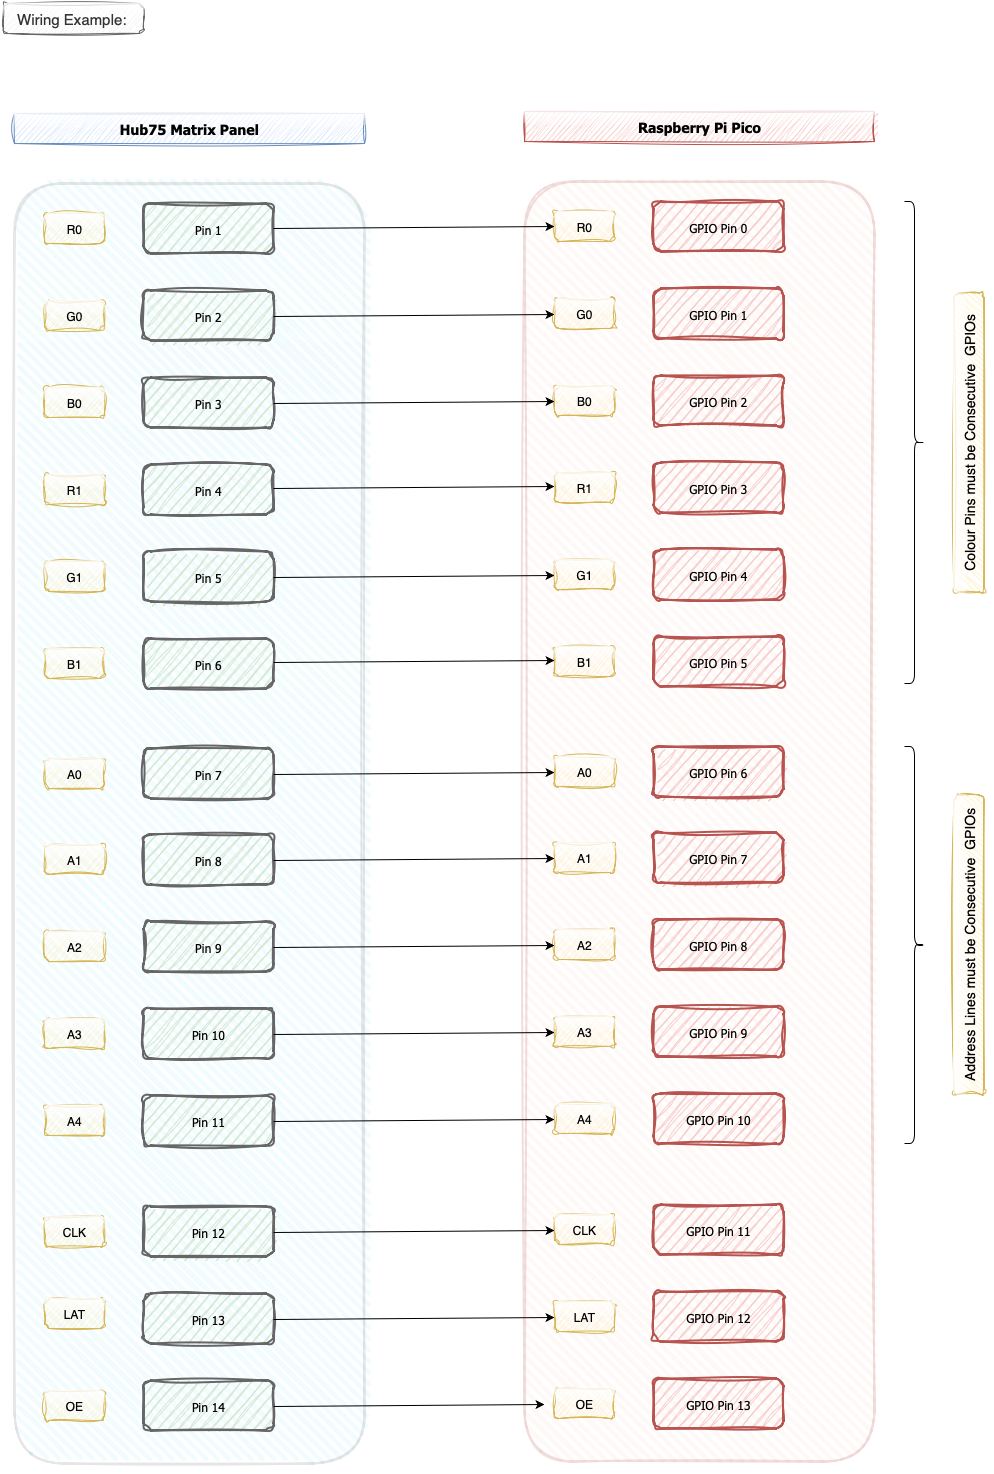 Wiring Example:
Hub75 Matrix Panel
Raspberry Pi Pico
R0 Pin 1 R0 GPIO Pin 0
G0 Pin 2 G0 GPIO Pin 1
B0 Pin 3 B0 GPIO Pin 2
R1 Pin 4 R1 GPIO Pin 3
G1 Pin 5 G1 GPIO Pin 4
B1 Pin 6 B1 GPIO Pin 5
Colour Pins must be Consecutive GPIOs
A0 Pin 7 A0 GPIO Pin 6
A1 Pin 8 A1 GPIO Pin 7
A2 Pin 9 A2 GPIO Pin 8
A3 Pin 10 A3 GPIO Pin 9
A4 Pin 11 A4 GPIO Pin 10
Address Lines must be Consecutive GPIOs
CLK Pin 12 CLK GPIO Pin 11
LAT Pin 13 LAT GPIO Pin 12
OE Pin 14 OE GPIO Pin 13